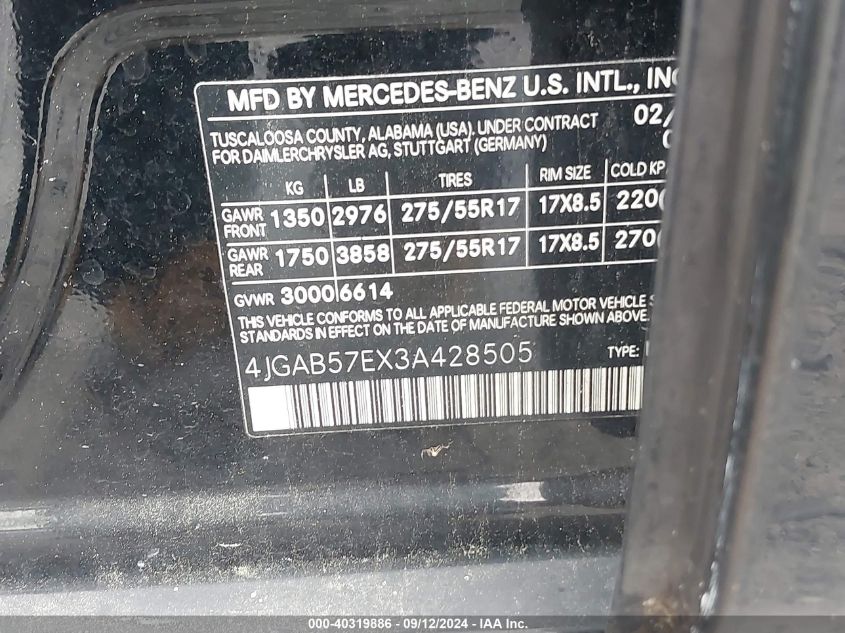 MFD BY MERCEDES-BENZ U.S. INTL., INC
TUSCALOOSA COUNTY, ALABAMA (USA). UNDER CONTRACT 02/
FOR DAIMLERCHRYSLER AG, STUTTGART (GERMANY)
KG LB TIRES RIM SIZE COLD KP
GAWR FRONT 1350 2976 275/55R17 17X8.5 220
GAWR REAR 1750 3858 275/55R17 17X8.5 270
GVWR 3000 6614
THIS VEHICLE CONFORMS TO ALL APPLICABLE FEDERAL MOTOR VEHICLE S
STANDARDS IN EFFECT ON THE DATE OF MANUFACTURE SHOWN ABOVE.
4JGAB57EX3A428505 TYPE:
000-40319886 - 09/12/2024 - IAA Inc.